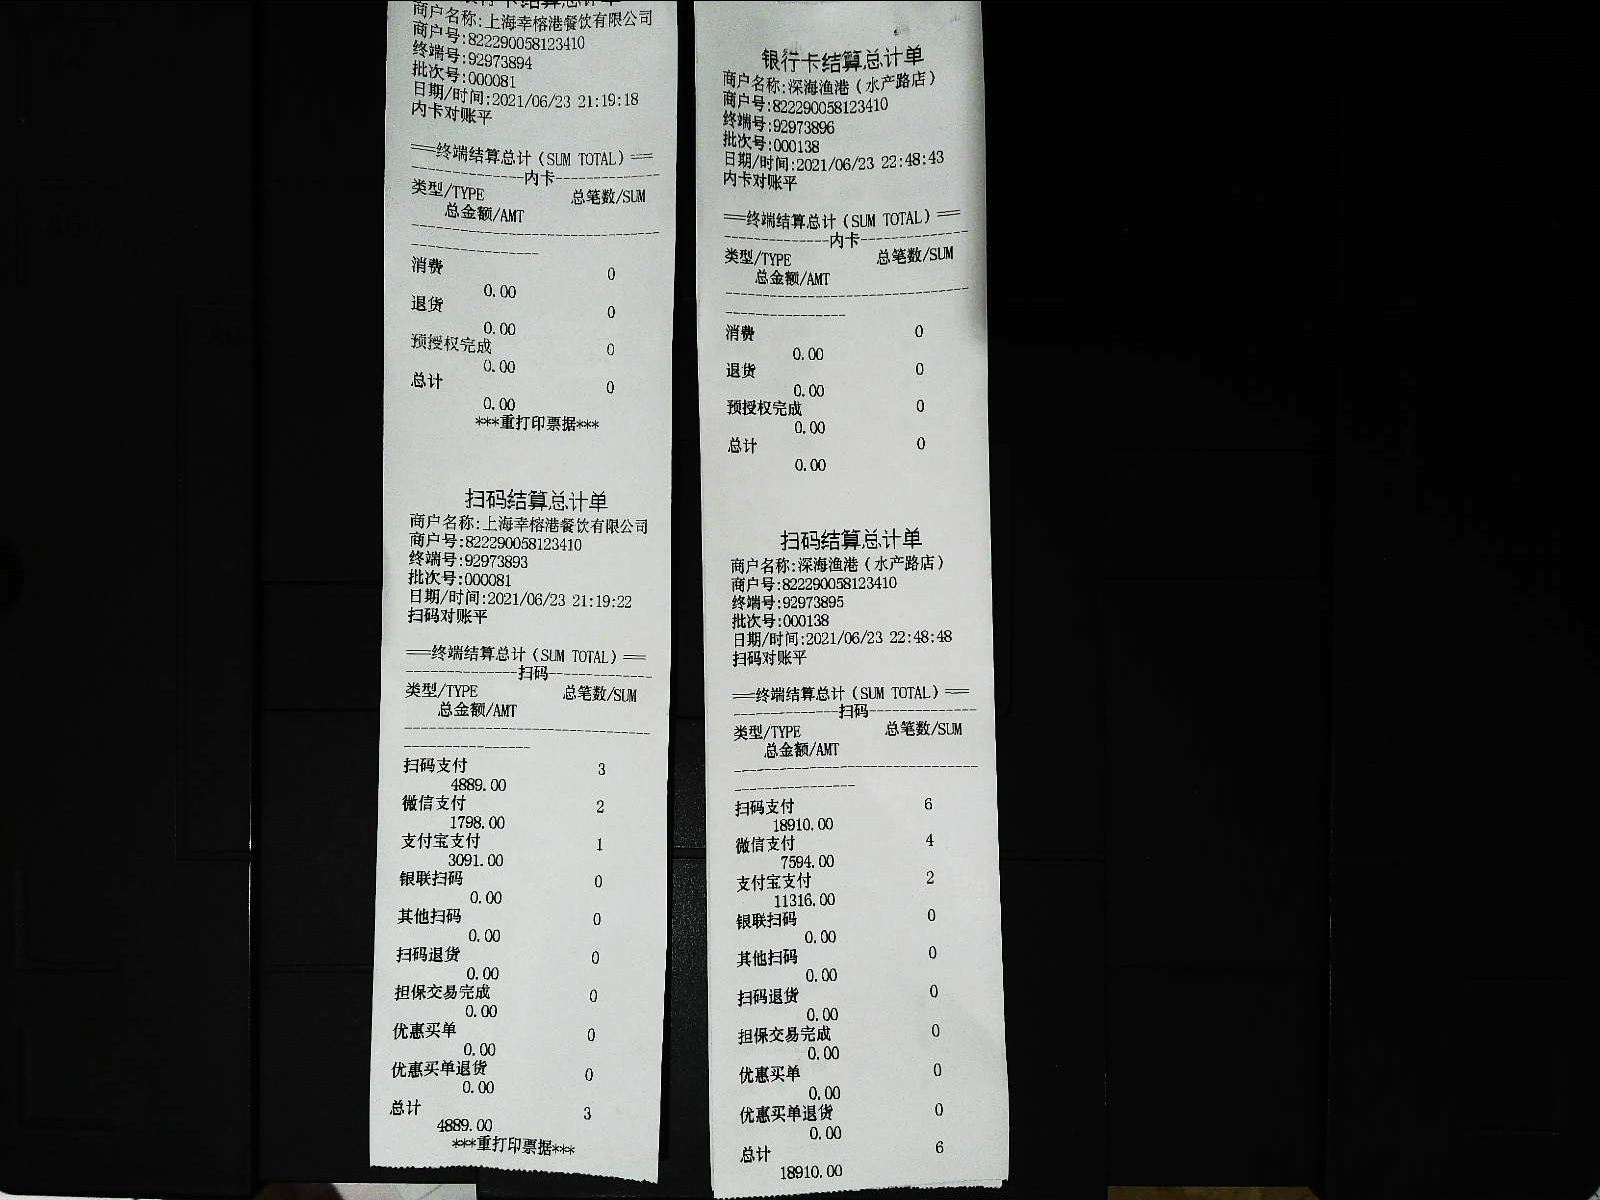 银行卡结算总计单
商户名称:上海幸榕港餐饮有限公司
商户号:822290058123410
终端号:92973894
批次号:000081
日期/时间:2021/06/23 21:19:18
内卡对账平
==终端结算总计(SUM TOTAL)==
--------------内卡--------------
类型/TYPE 总笔数/SUM
总金额/AMT
消费 0
0.00
退货 0
0.00
预授权完成 0
0.00
总计 0
0.00
***重打印票据***
扫码结算总计单
商户名称:上海幸榕港餐饮有限公司
商户号:822290058123410
终端号:92973893
批次号:000081
日期/时间:2021/06/23 21:19:22
扫码对账平
==终端结算总计(SUM TOTAL)==
--------------扫码--------------
类型/TYPE 总笔数/SUM
总金额/AMT
扫码支付 3
4889.00
微信支付 2
1798.00
支付宝支付 1
3091.00
银联扫码 0
0.00
其他扫码 0
0.00
扫码退货 0
0.00
担保交易完成 0
0.00
优惠买单 0
0.00
优惠买单退货 0
0.00
总计 3
4889.00
***重打印票据***
银行卡结算总计单
商户名称:深海渔港(水产路店)
商户号:822290058123410
终端号:92973896
批次号:000138
日期/时间:2021/06/23 22:48:43
内卡对账平
==终端结算总计(SUM TOTAL)==
--------------内卡--------------
类型/TYPE 总笔数/SUM
总金额/AMT
消费 0
0.00
退货 0
0.00
预授权完成 0
0.00
总计 0
0.00
扫码结算总计单
商户名称:深海渔港(水产路店)
商户号:822290058123410
终端号:92973895
批次号:000138
日期/时间:2021/06/23 22:48:48
扫码对账平
==终端结算总计(SUM TOTAL)==
--------------扫码--------------
类型/TYPE 总笔数/SUM
总金额/AMT
扫码支付 6
18910.00
微信支付 4
7594.00
支付宝支付 2
11316.00
银联扫码 0
0.00
其他扫码 0
0.00
扫码退货 0
0.00
担保交易完成 0
0.00
优惠买单 0
0.00
优惠买单退货 0
0.00
总计 6
18910.00